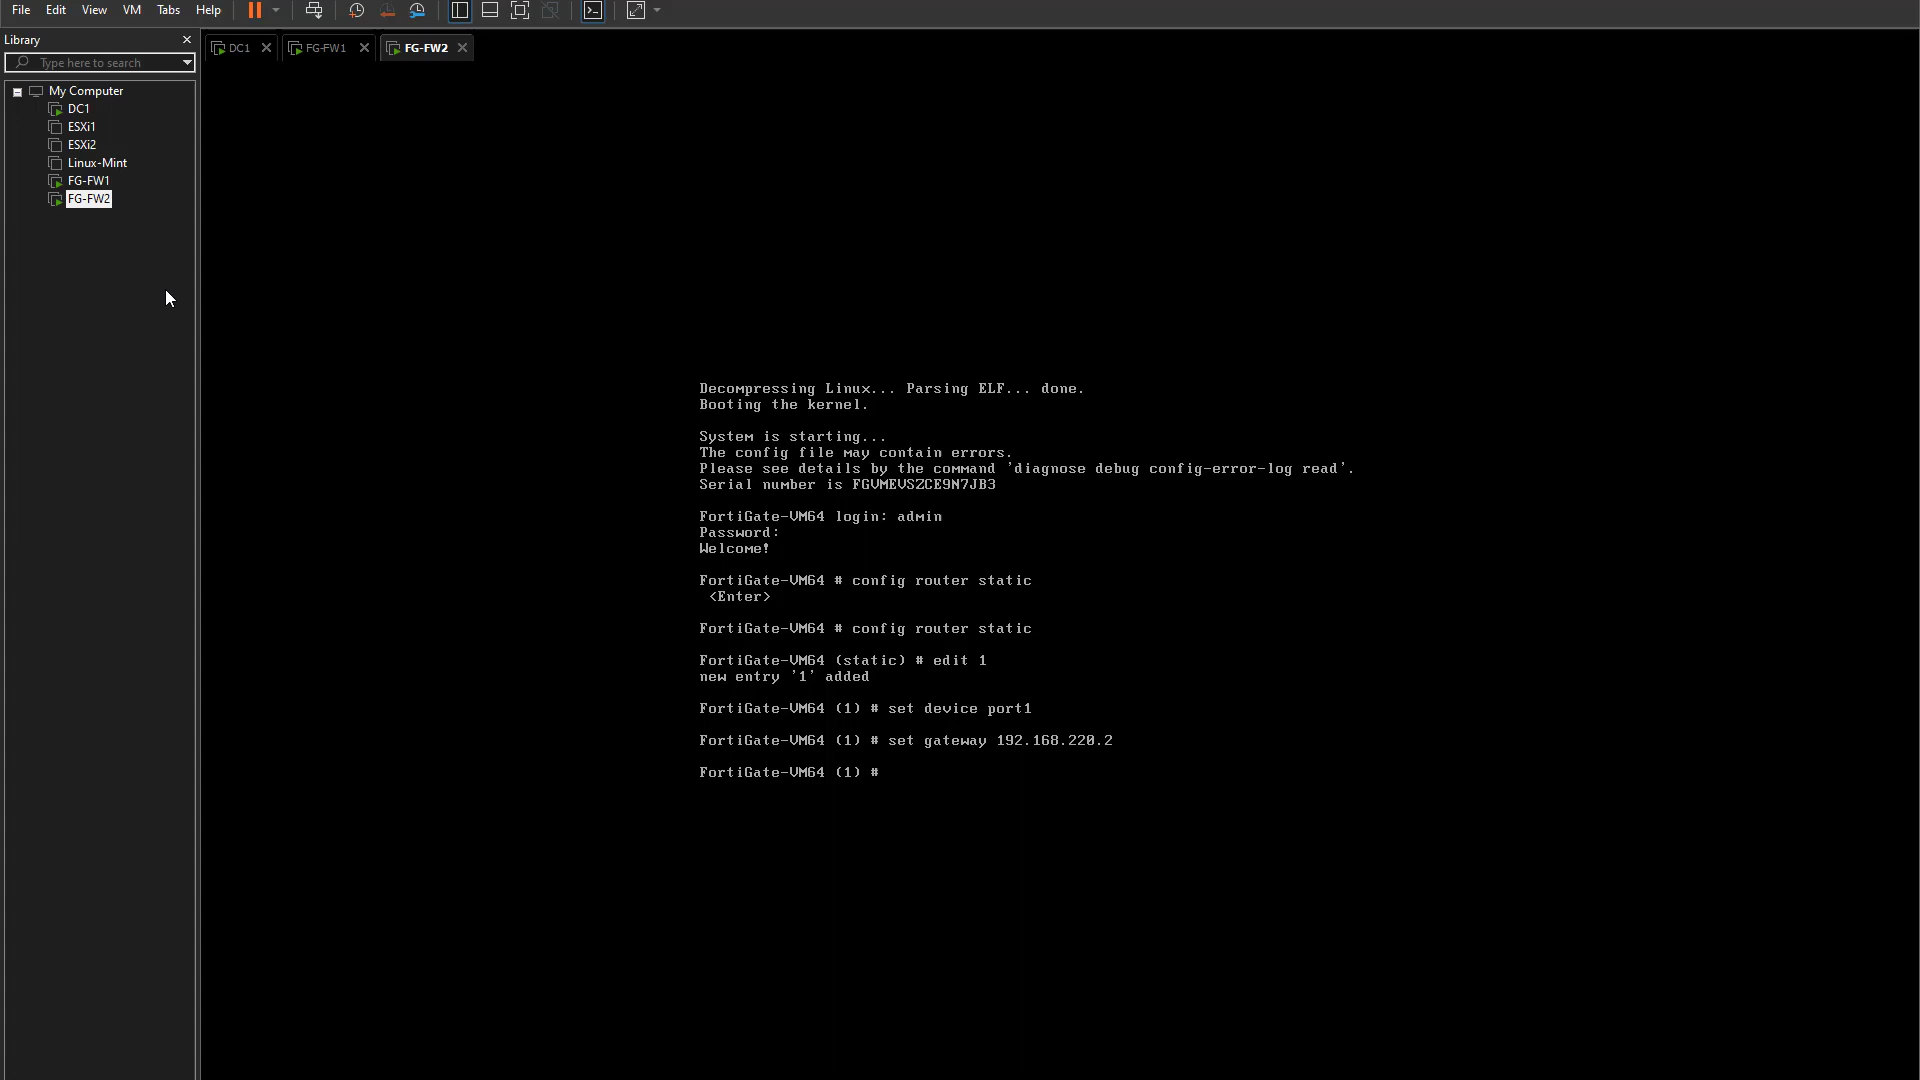 File Edit View VM Tabs Help
Library
Type here to search
My Computer
DC1
ESXi1
ESXi2
Linux-Mint
FG-FW1
FG-FW2
DC1 FG-FW1 FG-FW2
Decompressing Linux... Parsing ELF... done.
Booting the kernel.
System is starting...
The config file may contain errors.
Please see details by the command 'diagnose debug config-error-log read'.
Serial number is FGVMEVSZCE9N7JB3
FortiGate-VM64 login: admin
Password:
Welcome!
FortiGate-VM64 # config router static
<Enter>
FortiGate-VM64 # config router static
FortiGate-VM64 (static) # edit 1
new entry '1' added
FortiGate-VM64 (1) # set device port1
FortiGate-VM64 (1) # set gateway 192.168.220.2
FortiGate-VM64 (1) #